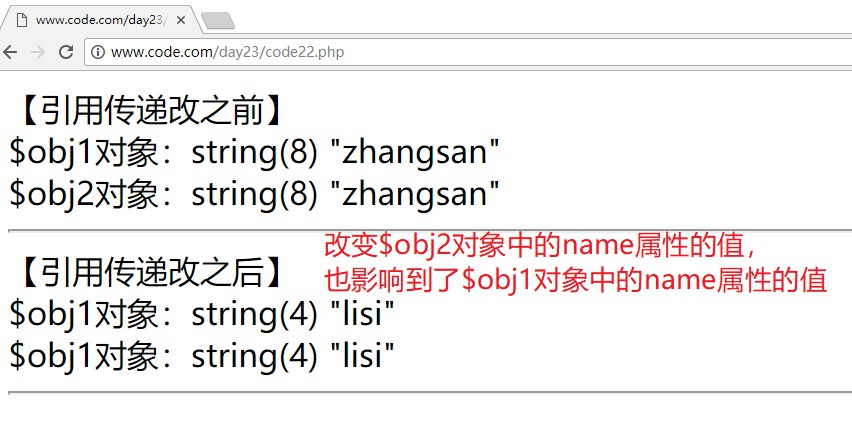 www.code.com/day23/
www.code.com/day23/code22.php
【引用传递改之前】
$obj1对象：string(8) "zhangsan"
$obj2对象：string(8) "zhangsan"
改变$obj2对象中的name属性的值，
也影响到了$obj1对象中的name属性的值
【引用传递改之后】
$obj1对象：string(4) "lisi"
$obj1对象：string(4) "lisi"